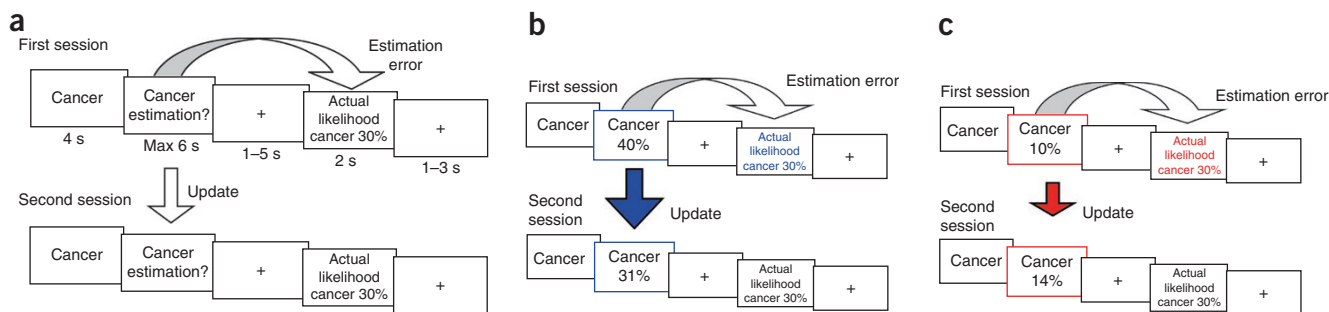 a
First session
Estimation
error
Cancer
Cancer
estimation?
+
Actual
likelihood
cancer 30%
+
4 s
Max 6 s
1–5 s
2 s
1–3 s
Update
Second session
Cancer
Cancer
estimation?
+
Actual
likelihood
cancer 30%
+
b
First session
Estimation error
Cancer
Cancer
40%
+
Actual
likelihood
cancer 30%
+
Update
Second
session
Cancer
Cancer
31%
+
Actual
likelihood
cancer 30%
+
c
First session
Estimation error
Cancer
Cancer
10%
+
Actual
likelihood
cancer 30%
+
Update
Second
session
Cancer
Cancer
14%
+
Actual
likelihood
cancer 30%
+